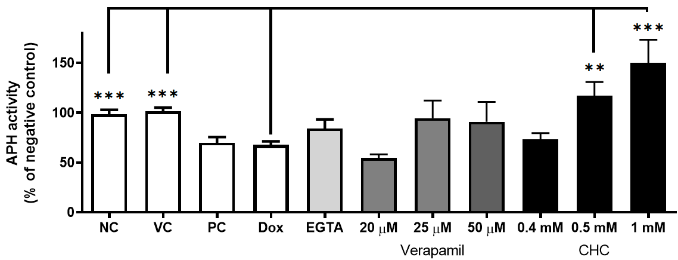 APH activity
(% of negative control)
150
100
50
0
***
***
**
***
NC VC PC Dox EGTA 20 μM 25 μM 50 μM 0.4 mM 0.5 mM 1 mM
Verapamil CHC